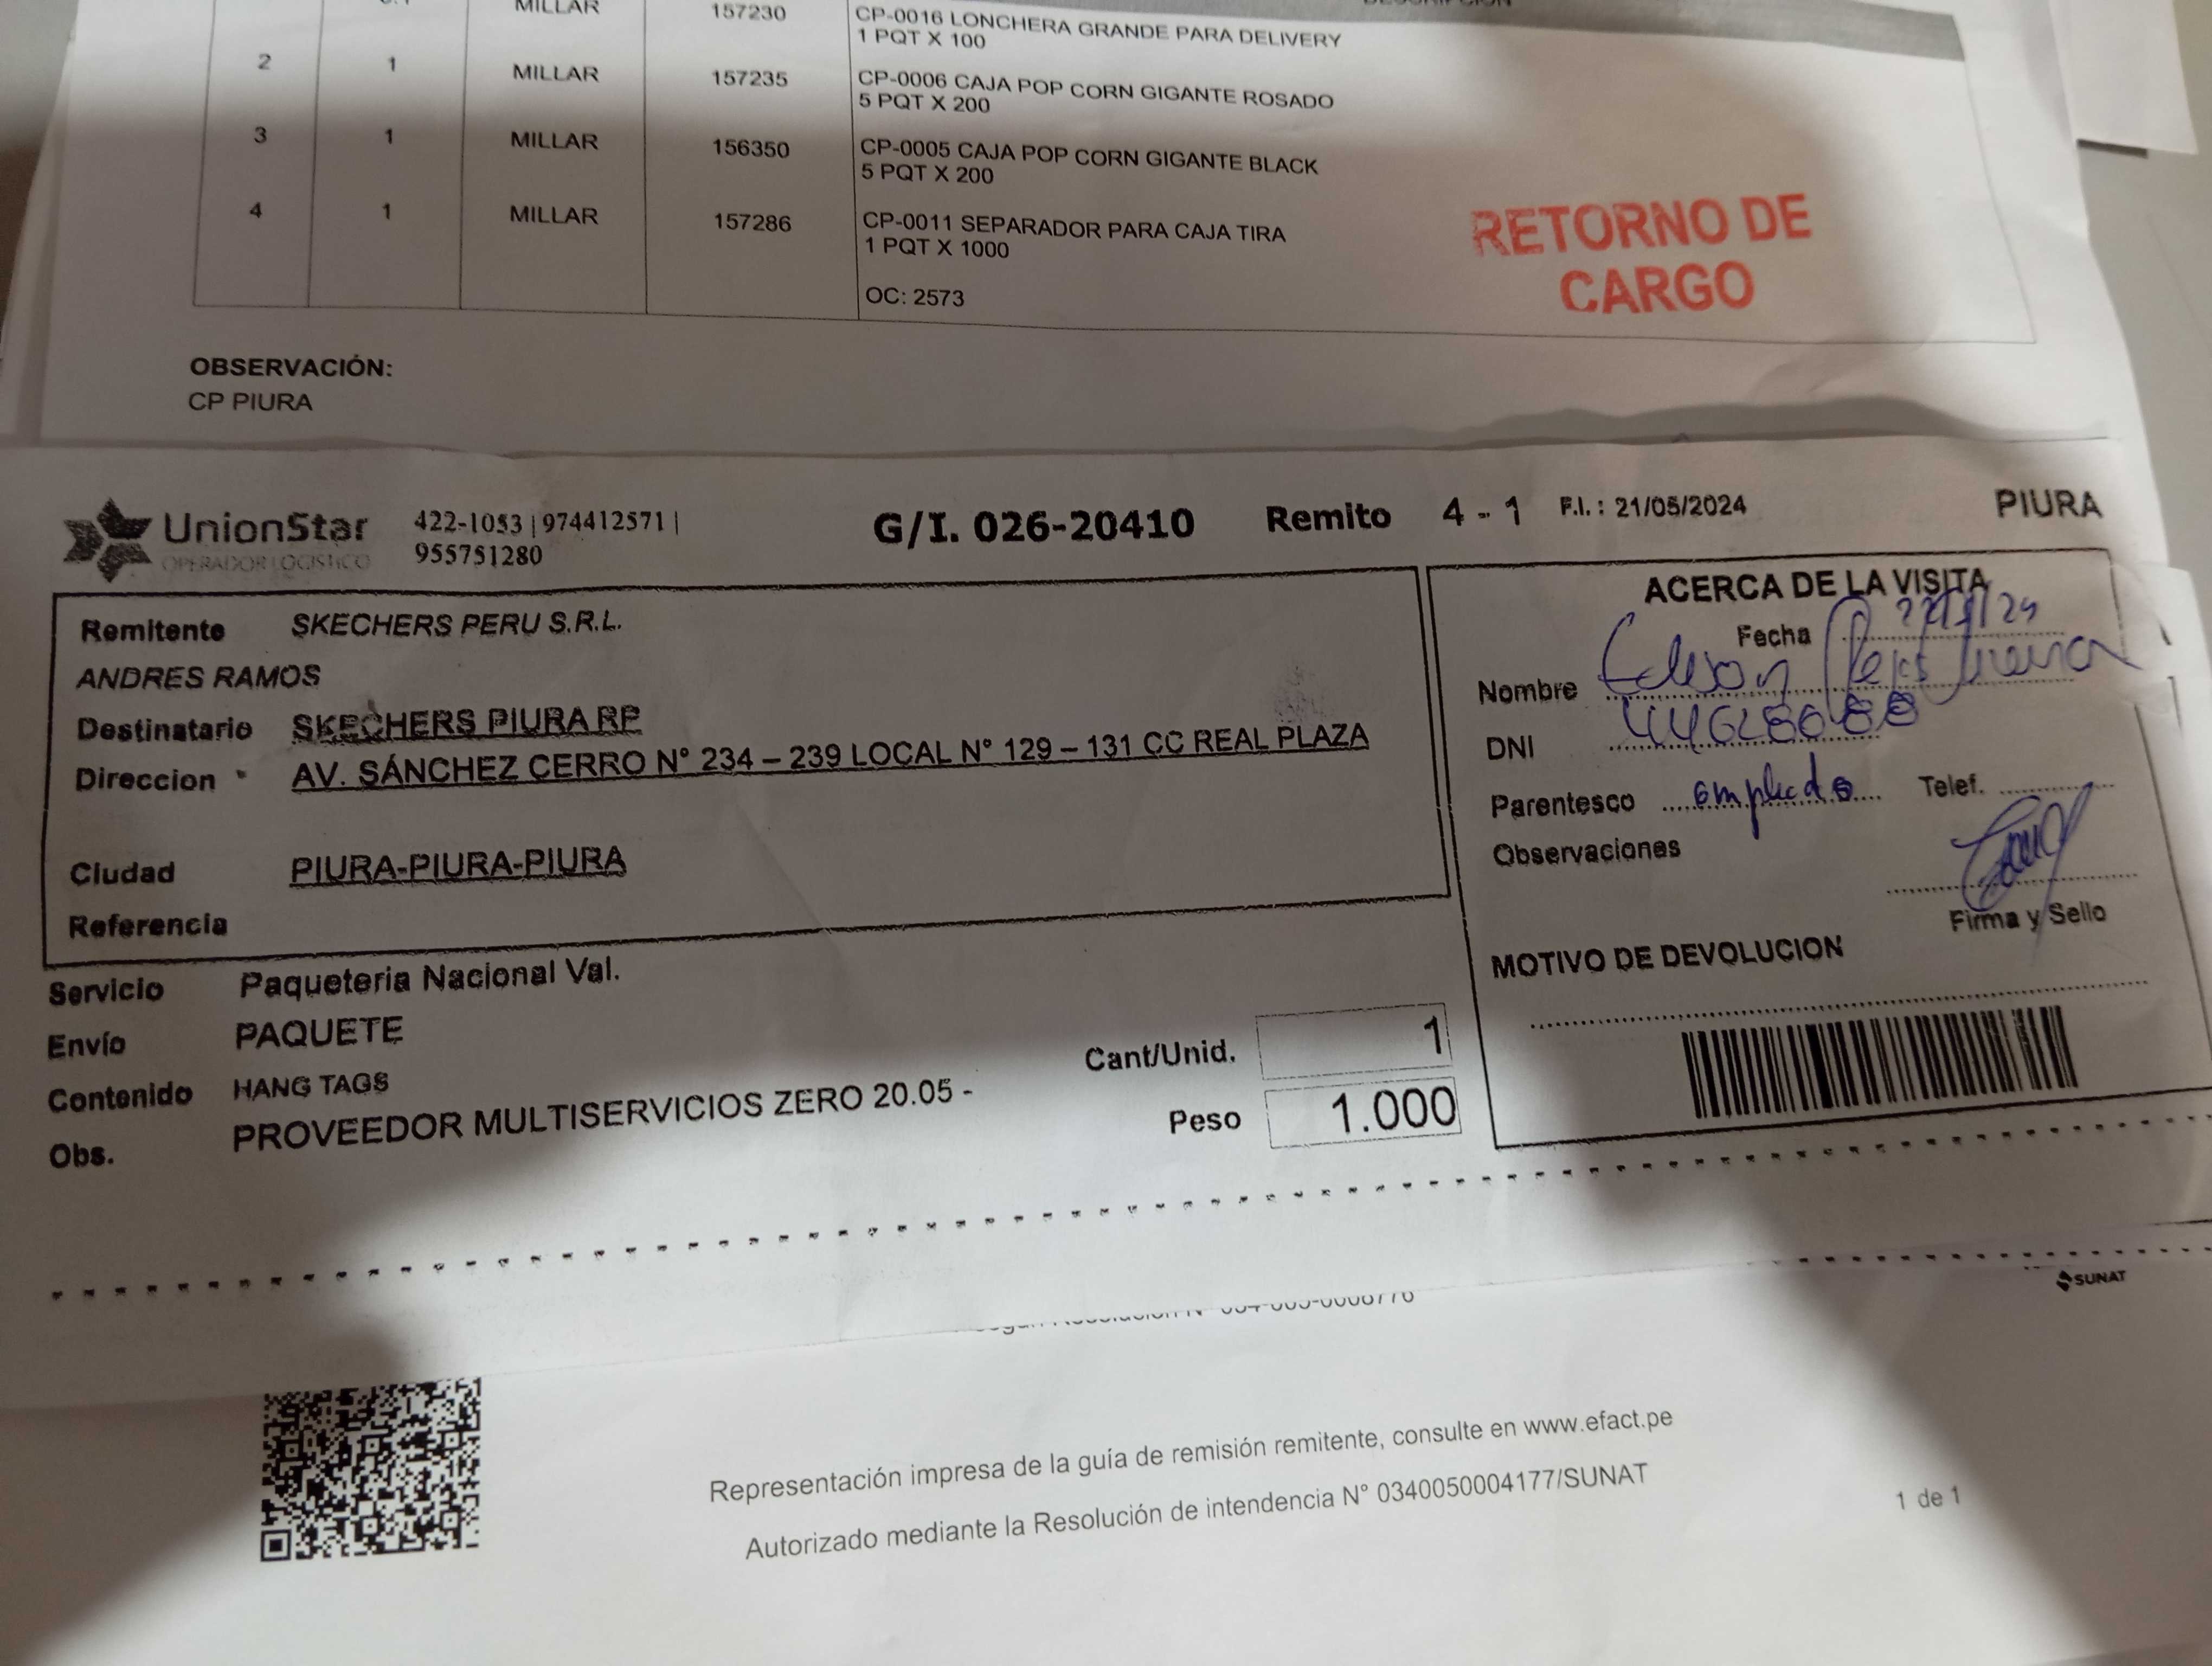 MILLAR 157230 CP-0016 LONCHERA GRANDE PARA DELIVERY
1 PQT X 100
2 1 MILLAR 157235 CP-0006 CAJA POP CORN GIGANTE ROSADO
5 PQT X 200
3 1 MILLAR 156350 CP-0005 CAJA POP CORN GIGANTE BLACK
5 PQT X 200
4 1 MILLAR 157286 CP-0011 SEPARADOR PARA CAJA TIRA
1 PQT X 1000
OC: 2573
RETORNO DE
CARGO
OBSERVACIÓN:
CP PIURA
UnionStar
OPERADOR LOGISTICO
422-1053 | 974412571 |
955751280
G/I. 026-20410 Remito 4 - 1 F.I. : 21/05/2024 PIURA
Remitente SKECHERS PERU S.R.L.
ANDRES RAMOS
Destinatario SKECHERS PIURA RP
Direccion AV. SÁNCHEZ CERRO N° 234 – 239 LOCAL N° 129 – 131 CC REAL PLAZA
Ciudad PIURA-PIURA-PIURA
Referencia
ACERCA DE LA VISITA
Fecha
Nombre
DNI
Parentesco Telef.
Observaciones
Firma y Sello
MOTIVO DE DEVOLUCION
Servicio Paqueteria Nacional Val.
Envío PAQUETE
Contenido HANG TAGS
Obs. PROVEEDOR MULTISERVICIOS ZERO 20.05 -
Cant/Unid. 1
Peso 1.000
SUNAT
Representación impresa de la guía de remisión remitente, consulte en www.efact.pe
Autorizado mediante la Resolución de intendencia N° 0340050004177/SUNAT
1 de 1